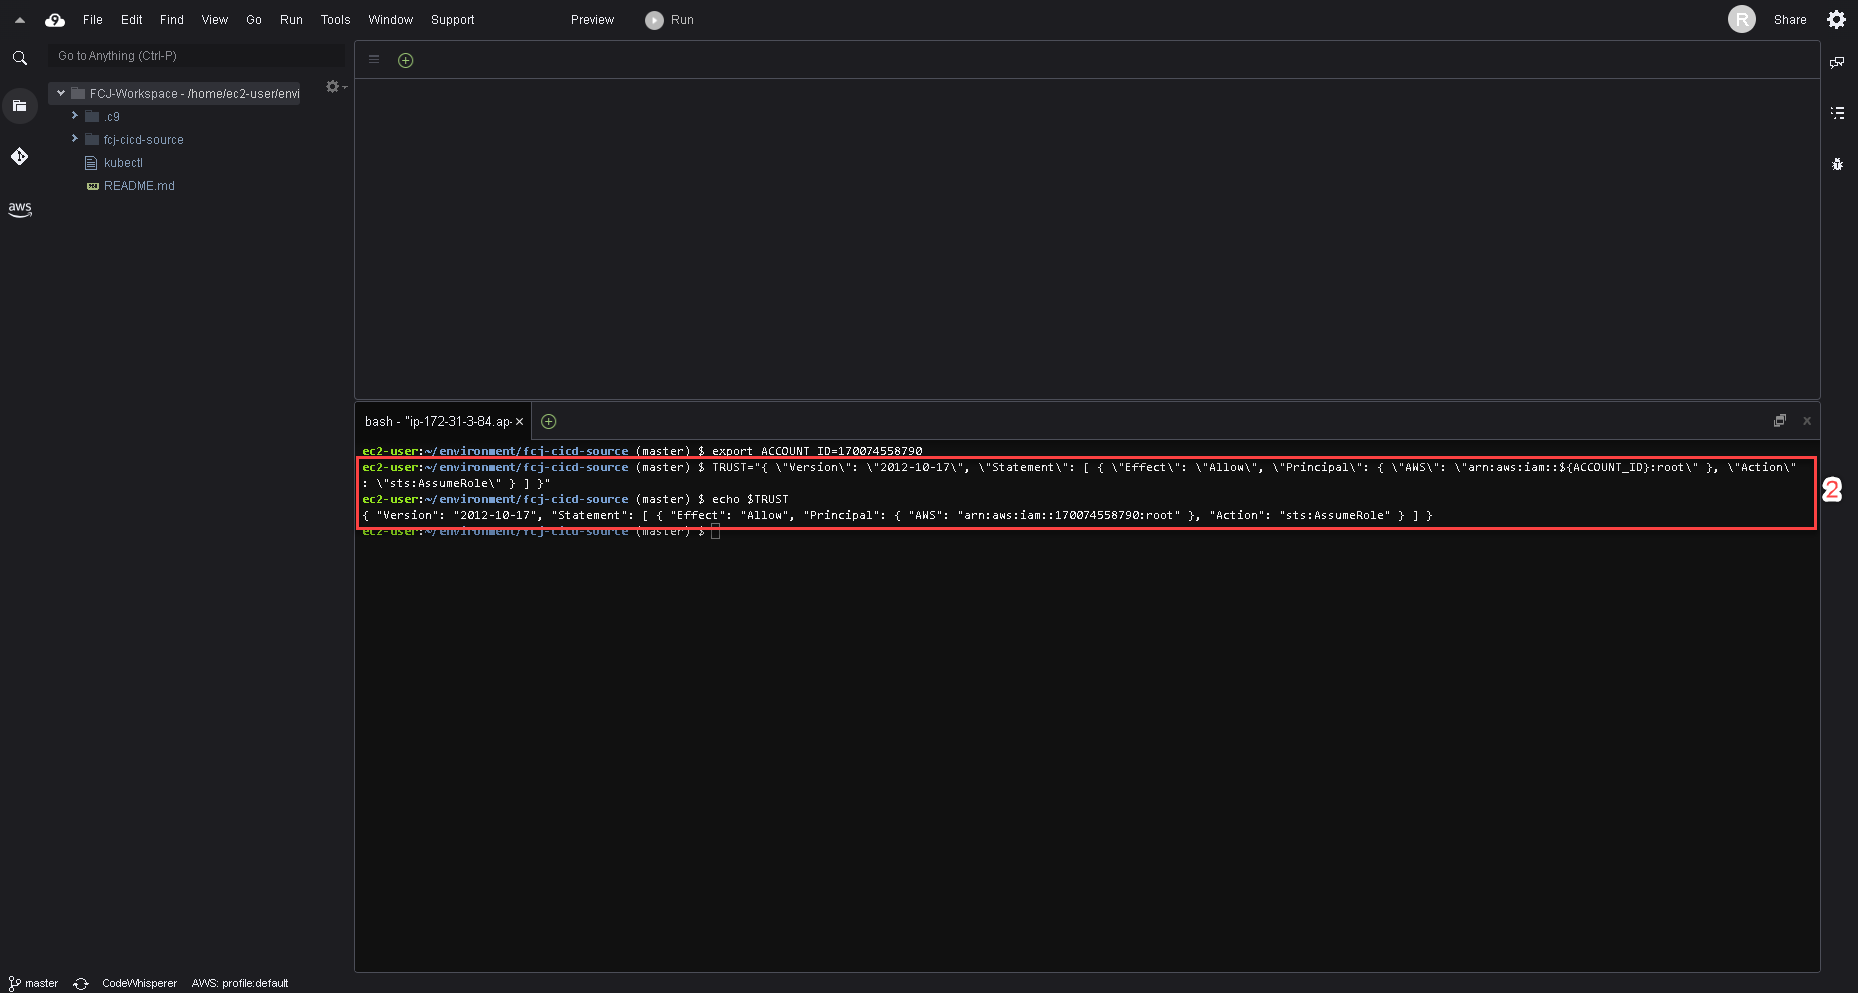 File Edit Find View Go Run Tools Window Support Preview Run R Share
Go to Anything (Ctrl-P)
FCJ-Workspace - /home/ec2-user/envi
.c9
fcj-cicd-source
kubectl
README.md
aws
bash - "ip-172-31-3-84.ap-
ec2-user:~/environment/fcj-cicd-source (master) $ export ACCOUNT_ID=170074558790
ec2-user:~/environment/fcj-cicd-source (master) $ TRUST="{ \"Version\": \"2012-10-17\", \"Statement\": [ { \"Effect\": \"Allow\", \"Principal\": { \"AWS\": \"arn:aws:iam::${ACCOUNT_ID}:root\" }, \"Action\"
: \"sts:AssumeRole\" } ] }"
ec2-user:~/environment/fcj-cicd-source (master) $ echo $TRUST
{ "Version": "2012-10-17", "Statement": [ { "Effect": "Allow", "Principal": { "AWS": "arn:aws:iam::170074558790:root" }, "Action": "sts:AssumeRole" } ] }
ec2-user:~/environment/fcj-cicd-source (master) $
2
master CodeWhisperer AWS: profile:default